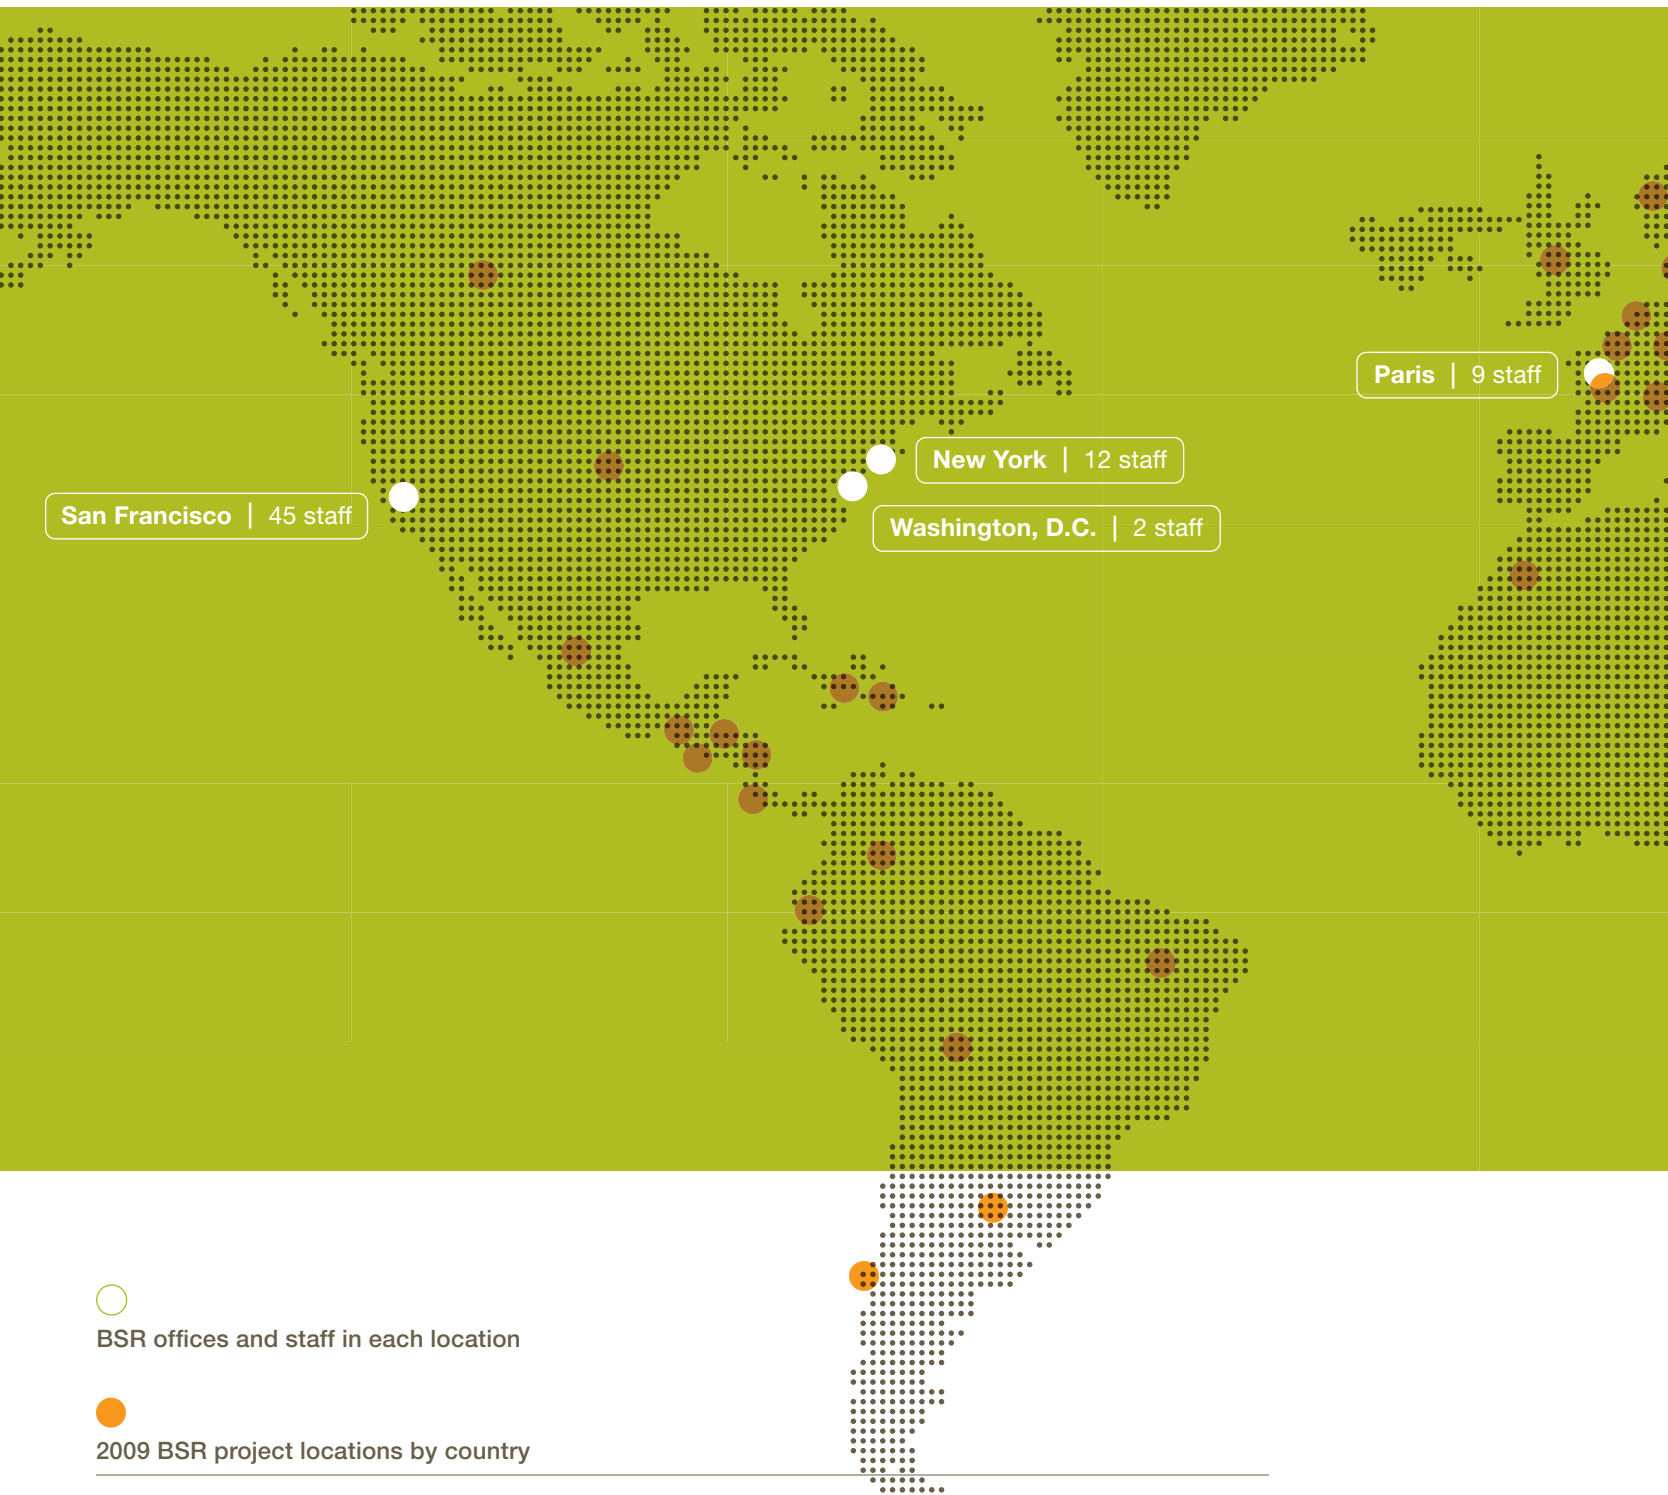 Paris | 9 staff
New York | 12 staff
San Francisco | 45 staff
Washington, D.C. | 2 staff
BSR offices and staff in each location
2009 BSR project locations by country